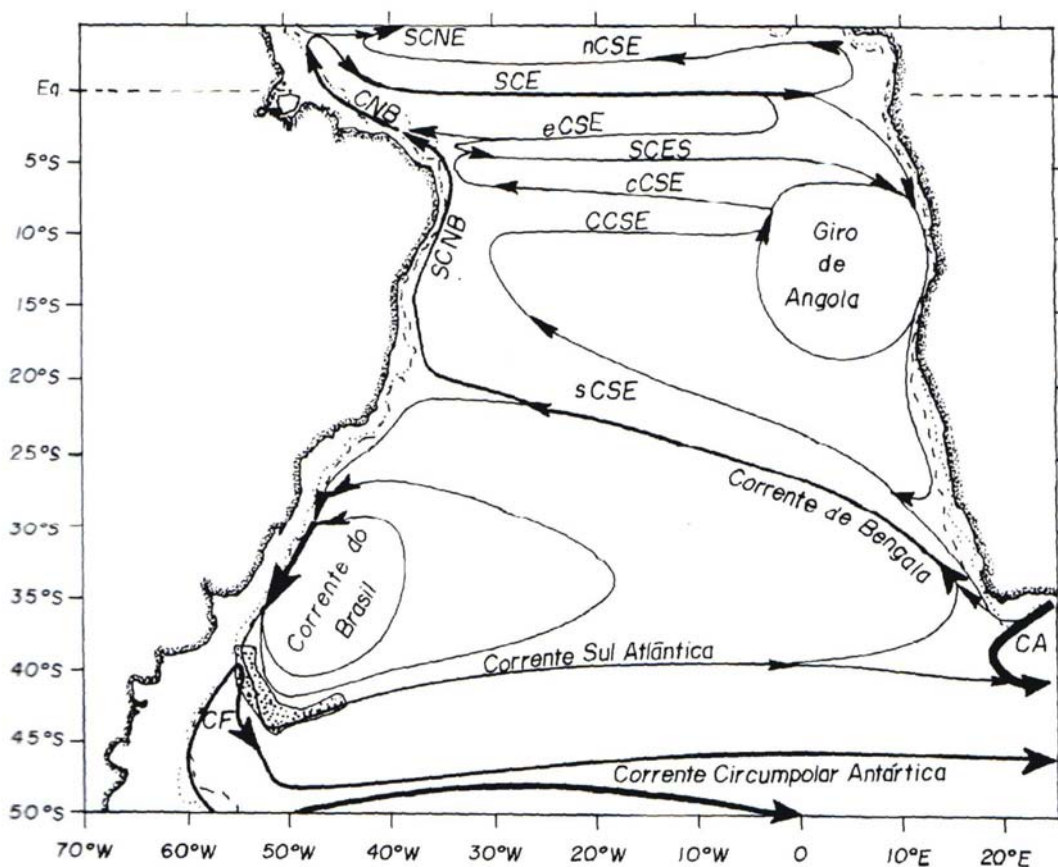 SCNE
nCSE
SCE
Eq
CNB
eCSE
SCES
5°S
cCSE
CCSE
10°S
SCNB
Giro
de
Angola
15°S
20°S
sCSE
25°S
Corrente de Bengala
30°S
Corrente do
Brasil
35°S
CA
Corrente Sul Atlântica
40°S
CF
45°S
Corrente Circumpolar Antártica
50°S
70°W 60°W 50°W 40°W 30°W 20°W 10°W 0°W 10°E 20°E